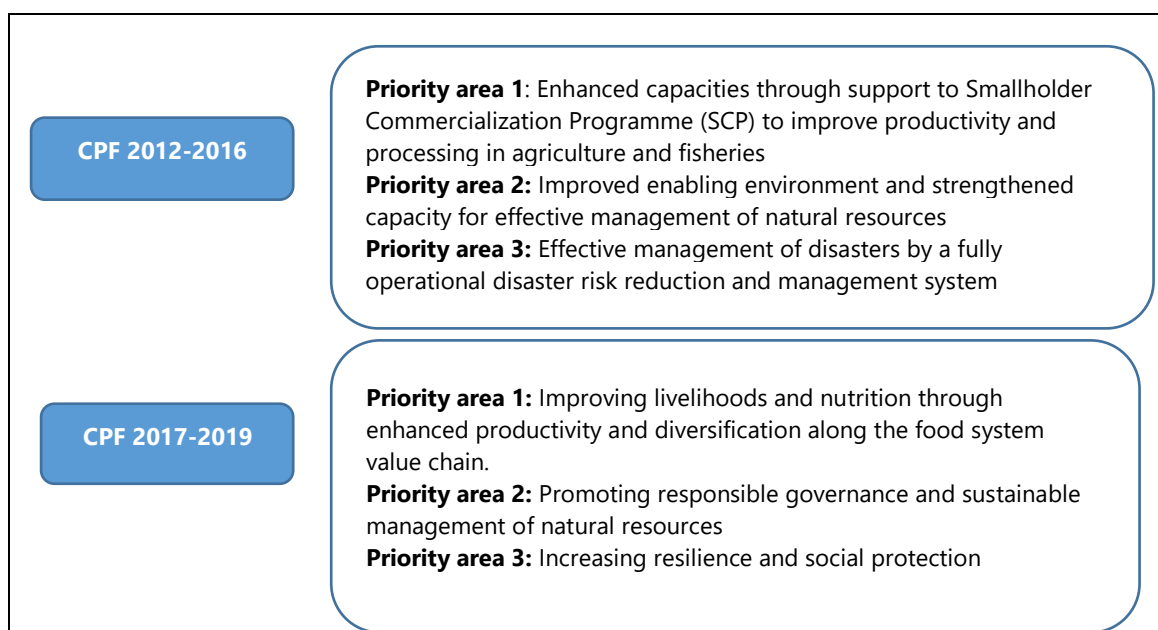 CPF 2012-2016
Priority area 1: Enhanced capacities through support to Smallholder
Commercialization Programme (SCP) to improve productivity and
processing in agriculture and fisheries
Priority area 2: Improved enabling environment and strengthened
capacity for effective management of natural resources
Priority area 3: Effective management of disasters by a fully
operational disaster risk reduction and management system
CPF 2017-2019
Priority area 1: Improving livelihoods and nutrition through
enhanced productivity and diversification along the food system
value chain.
Priority area 2: Promoting responsible governance and sustainable
management of natural resources
Priority area 3: Increasing resilience and social protection